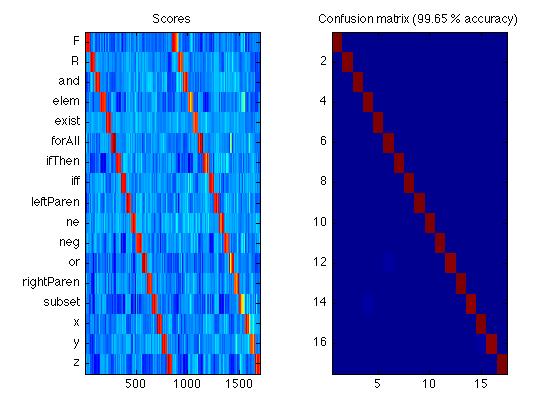 Scores
F
R
and
elem
exist
forAll
ifThen
iff
leftParen
ne
neg
or
rightParen
subset
x
y
z
500 1000 1500
Confusion matrix (99.65 % accuracy)
2
4
6
8
10
12
14
16
5 10 15